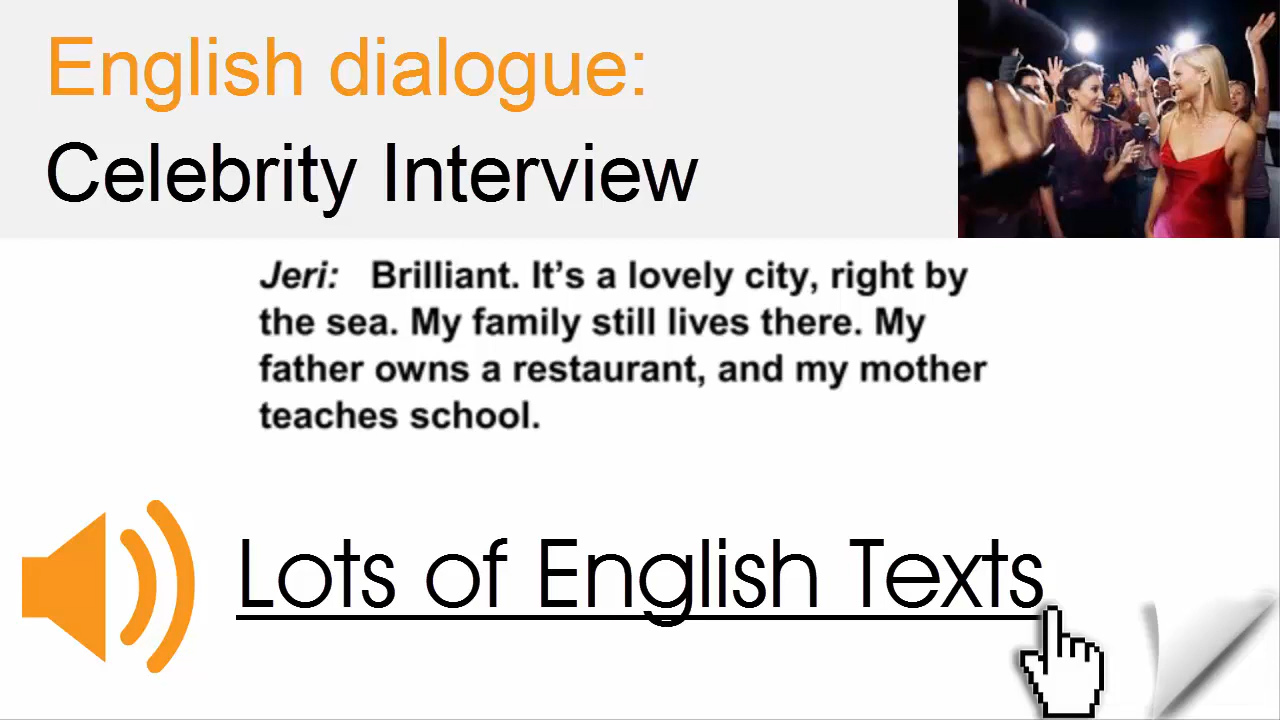 English dialogue:
Celebrity Interview
Jeri: Brilliant. It's a lovely city, right by
the sea. My family still lives there. My
father owns a restaurant, and my mother
teaches school.
Lots of English Texts